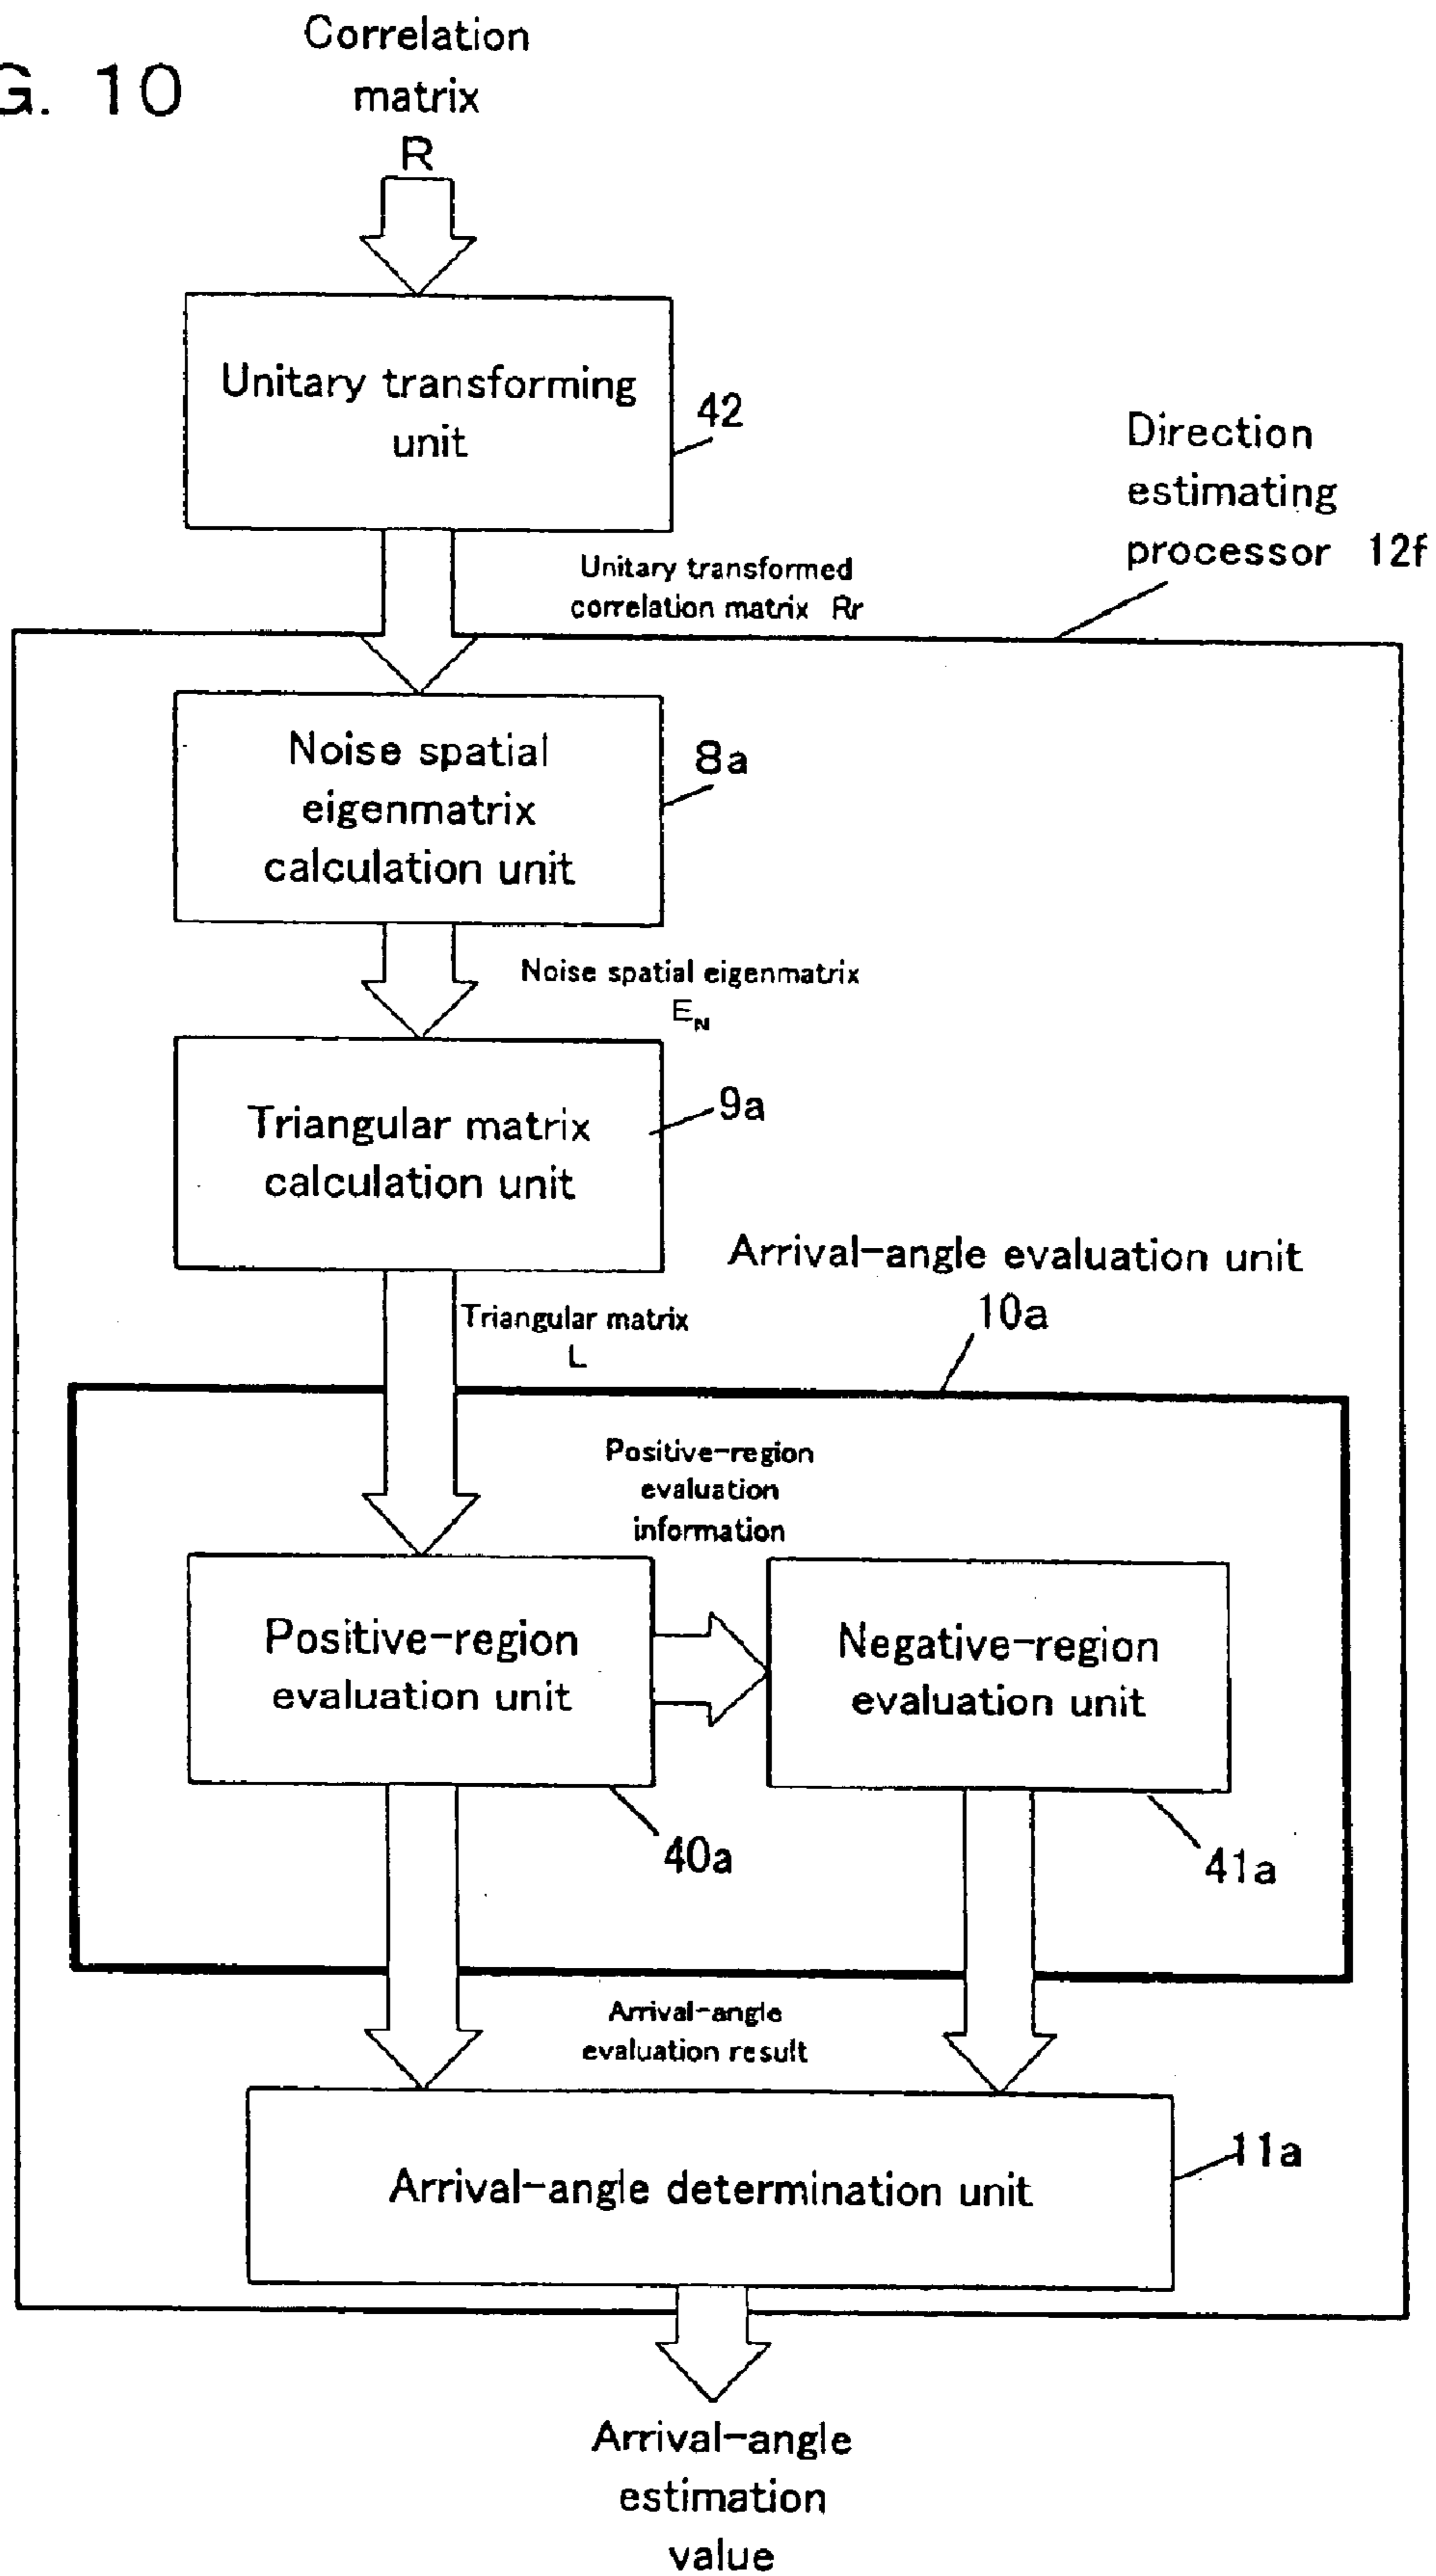 G. 10
Correlation
matrix
R
Unitary transforming
unit
42
Direction
estimating
processor 12f
Unitary transformed
correlation matrix Rr
Noise spatial
eigenmatrix
calculation unit
8a
Noise spatial eigenmatrix
EN
Triangular matrix
calculation unit
9a
Arrival-angle evaluation unit
10a
Triangular matrix
L
Positive-region
evaluation
information
Positive-region
evaluation unit
Negative-region
evaluation unit
40a
41a
Arrival-angle
evaluation result
Arrival-angle determination unit
11a
Arrival-angle
estimation
value